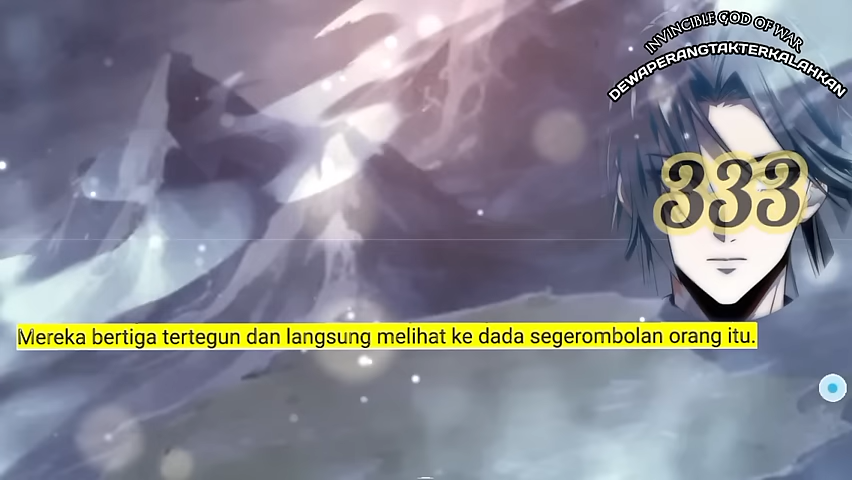 INVINCIBLE GOD OF WAR
DEWAPERANGTAKTERKALAHKAN
333
Mereka bertiga tertegun dan langsung melihat ke dada segerombolan orang itu.